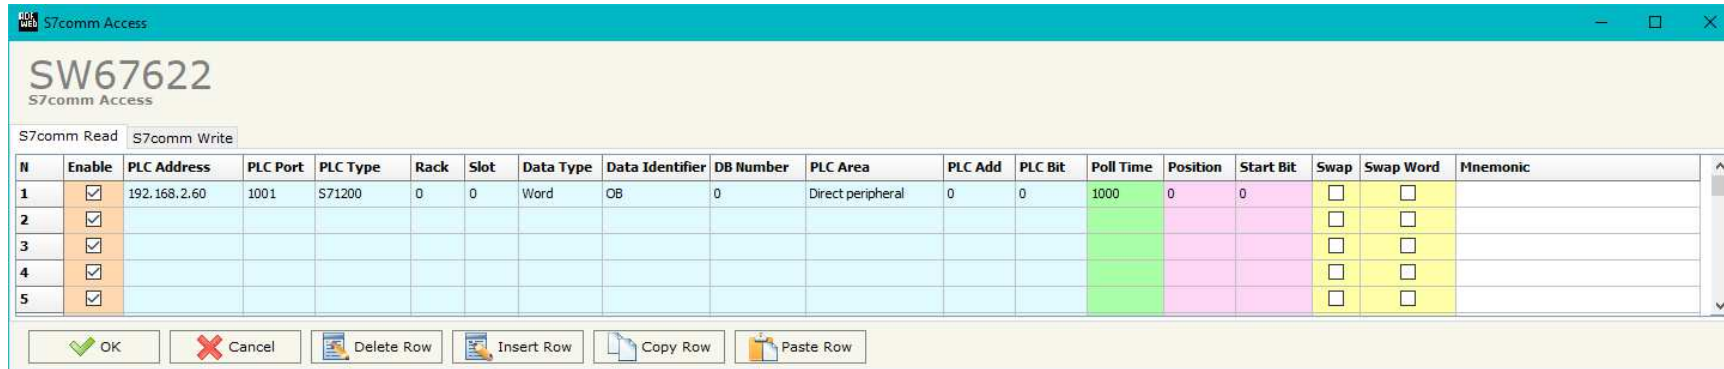 ADF
WEB S7comm Access
SW67622
S7comm Access
S7comm Read S7comm Write
N Enable PLC Address PLC Port PLC Type Rack Slot Data Type Data Identifier DB Number PLC Area PLC Add PLC Bit Poll Time Position Start Bit Swap Swap Word Mnemonic
1 192.168.2.60 1001 S71200 0 0 Word OB 0 Direct peripheral 0 0 1000 0 0
2
3
4
5
OK Cancel Delete Row Insert Row Copy Row Paste Row